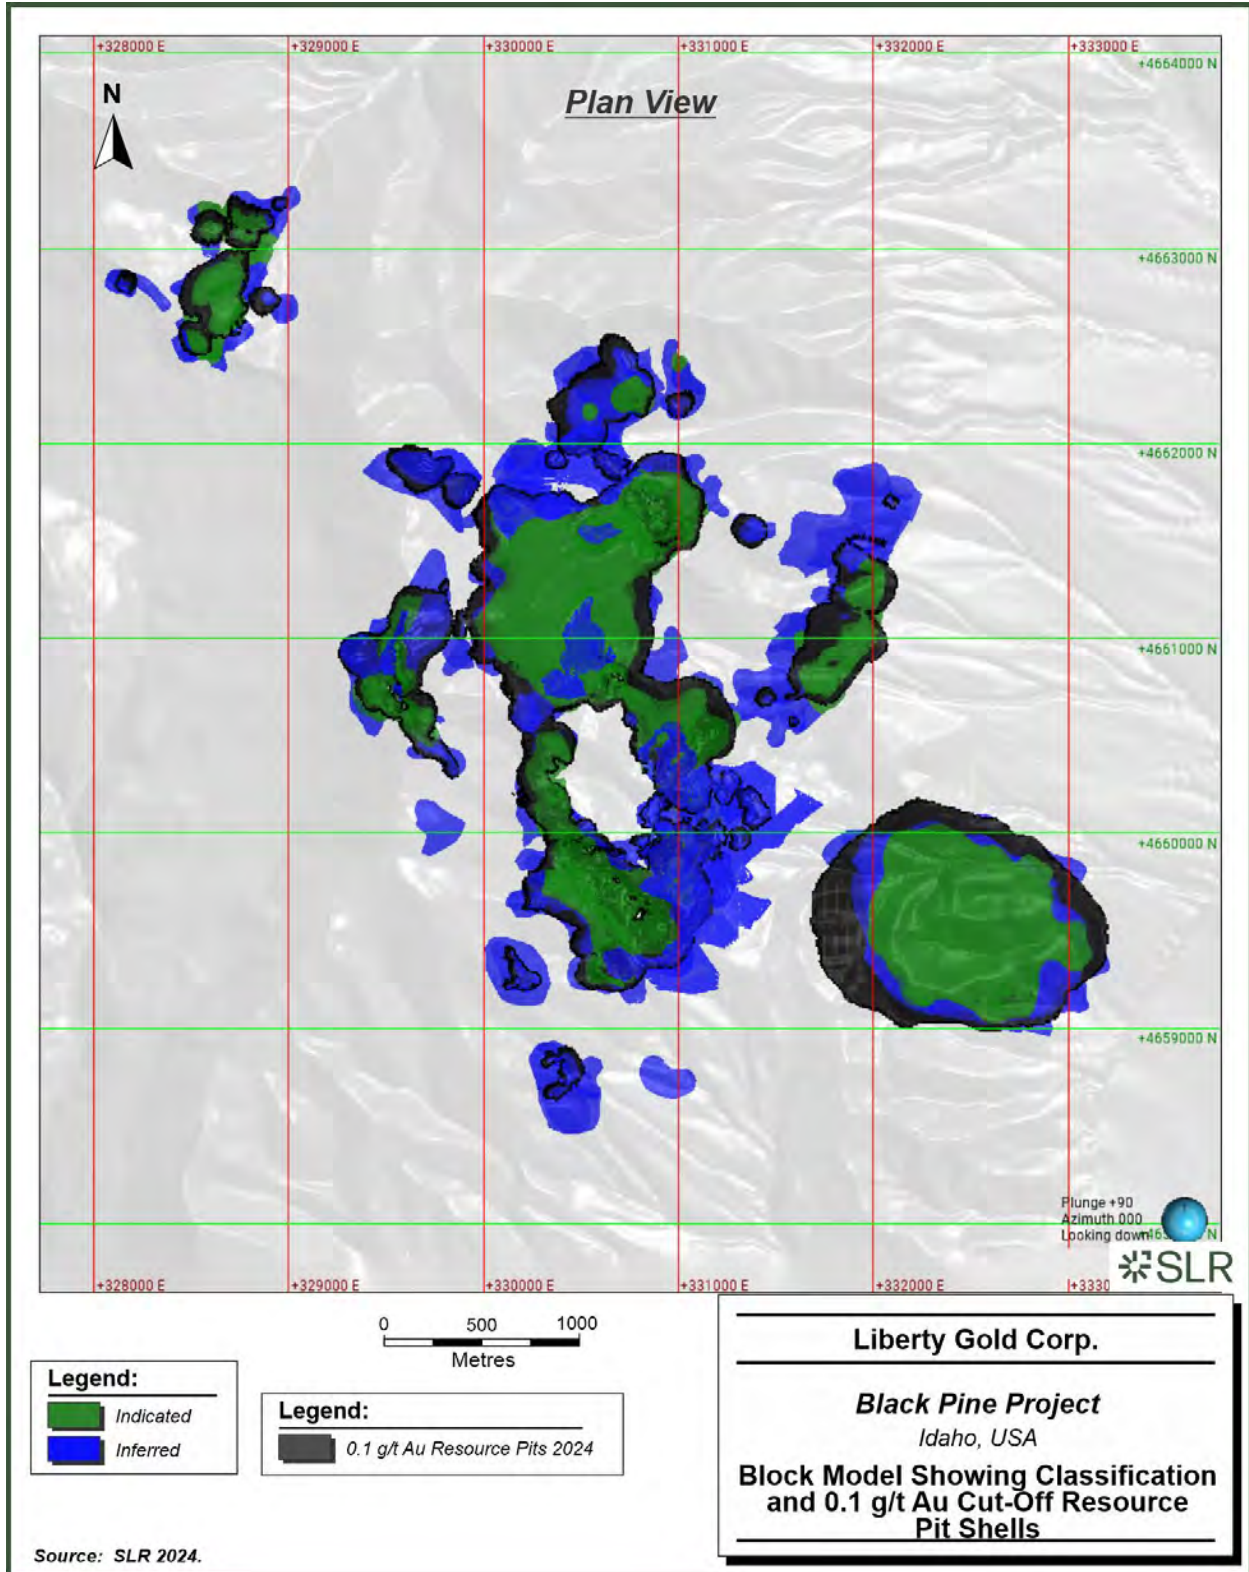 +328000 E +329000 E +330000 E +331000 E +332000 E +333000 E
+4664000 N
N
Plan View
+4663000 N
+4662000 N
+4661000 N
+4660000 N
+4659000 N
Plunge +90
Azimuth 000
Looking down
SLR
+328000 E +329000 E +330000 E +331000 E +332000 E
0 500 1000
Metres
Legend:
Indicated
Inferred
Legend:
0.1 g/t Au Resource Pits 2024
Liberty Gold Corp.
Black Pine Project
Idaho, USA
Block Model Showing Classification
and 0.1 g/t Au Cut-Off Resource
Pit Shells
Source: SLR 2024.